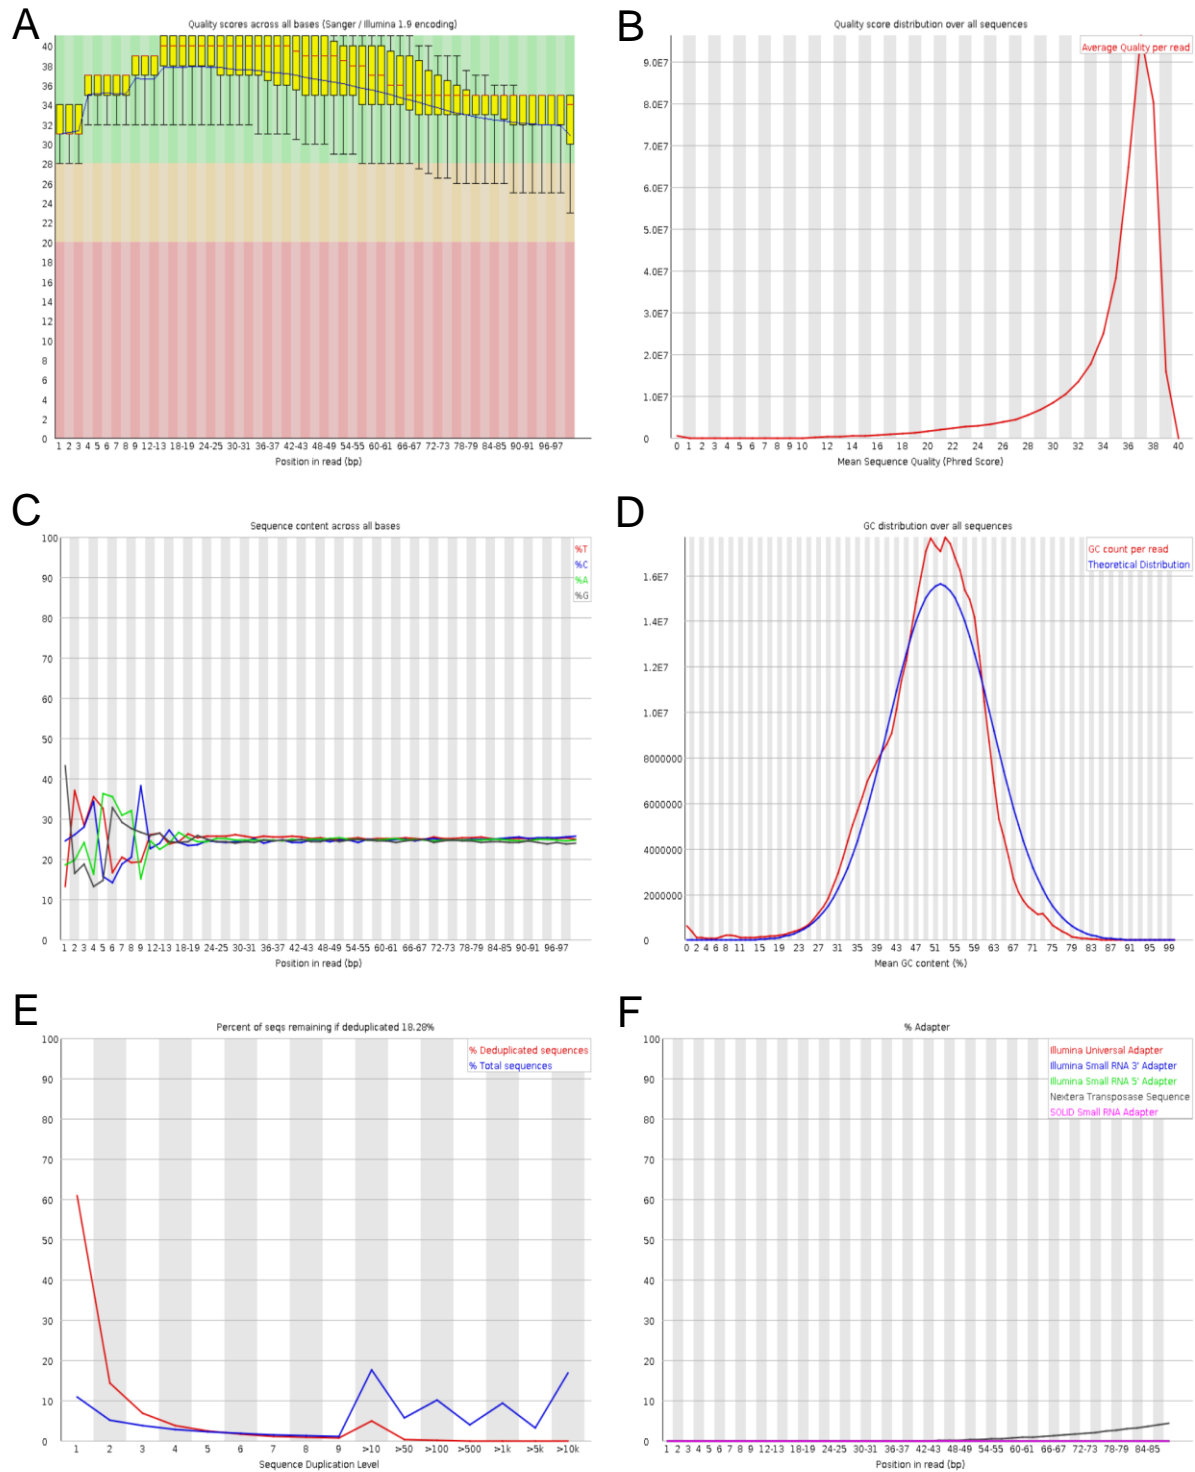 A
Quality scores across all bases (Sanger / Illumina 1.9 encoding)
40
38
36
34
32
30
28
26
24
22
20
18
16
14
12
10
8
6
4
2
0
1 2 3 4 5 6 7 8 9 12-13 18-19 24-25 30-31 36-37 42-43 48-49 54-55 60-61 66-67 72-73 78-79 84-85 90-91 96-97
Position in read (bp)
B
Quality score distribution over all sequences
Average Quality per read
9.0E7
8.0E7
7.0E7
6.0E7
5.0E7
4.0E7
3.0E7
2.0E7
1.0E7
0
0 1 2 3 4 5 6 7 8 9 10 12 14 16 18 20 22 24 26 28 30 32 34 36 38 40
Mean Sequence Quality (Phred Score)
C
Sequence content across all bases
%T
%C
%A
%G
100
90
80
70
60
50
40
30
20
10
0
1 2 3 4 5 6 7 8 9 12-13 18-19 24-25 30-31 36-37 42-43 48-49 54-55 60-61 66-67 72-73 78-79 84-85 90-91 96-97
Position in read (bp)
D
GC distribution over all sequences
GC count per read
Theoretical Distribution
1.6E7
1.4E7
1.2E7
1.0E7
8000000
6000000
4000000
2000000
0
0 2 4 6 8 11 15 19 23 27 31 35 39 43 47 51 55 59 63 67 71 75 79 83 87 91 95 99
Mean GC content (%)
E
Percent of seqs remaining if deduplicated 18.28%
% Deduplicated sequences
% Total sequences
100
90
80
70
60
50
40
30
20
10
0
1 2 3 4 5 6 7 8 9 >10 >50 >100 >500 >1k >5k >10k
Sequence Duplication Level
F
% Adapter
Illumina Universal Adapter
Illumina Small RNA 3' Adapter
Illumina Small RNA 5' Adapter
Nextera Transposase Sequence
SOLID Small RNA Adapter
100
90
80
70
60
50
40
30
20
10
0
1 2 3 4 5 6 7 8 9 12-13 18-19 24-25 30-31 36-37 42-43 48-49 54-55 60-61 66-67 72-73 78-79 84-85
Position in read (bp)